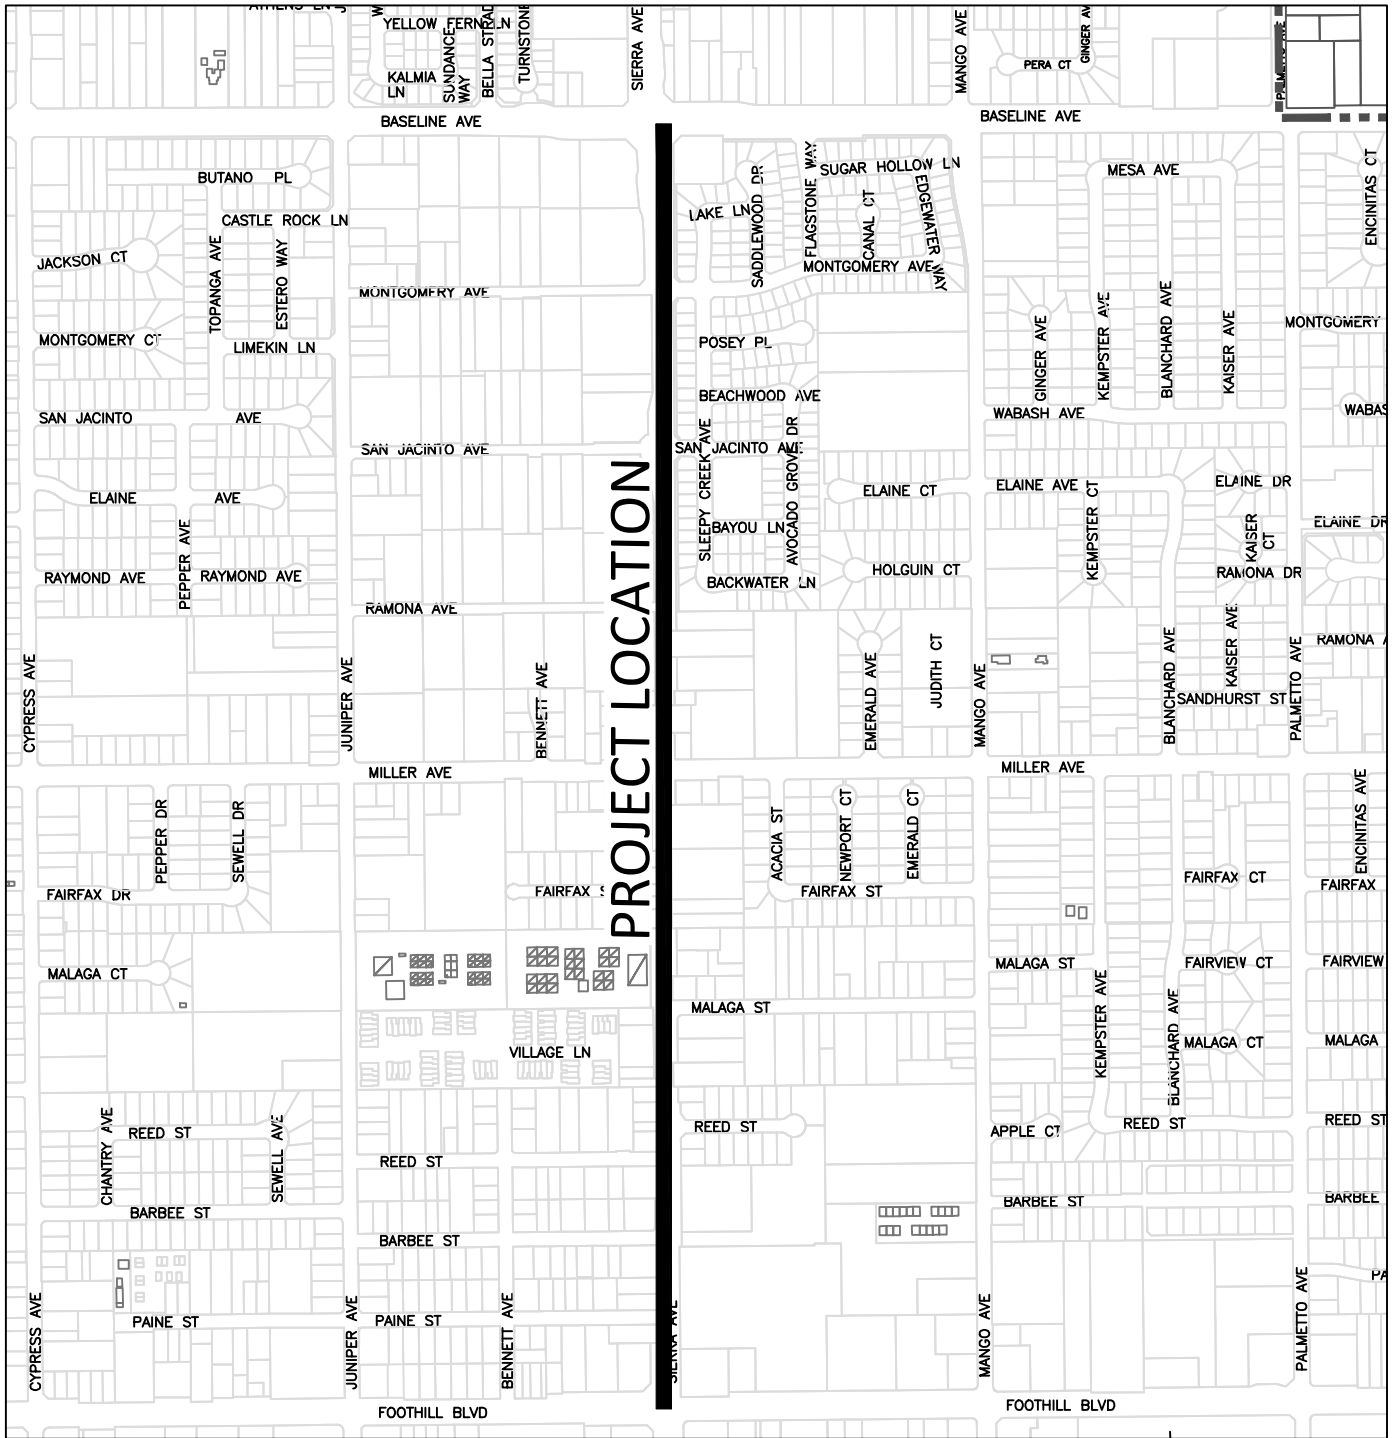 ATHENS LN
YELLOW FERN LN
SUNDANCE
WAY
BELLA STRAD
TURNSTONE
KALMIA
LN
SIERRA AVE
MANGO AVE
GINGER AV
PERA CT
BASELINE AVE
BASELINE AVE
BUTANO PL
CASTLE ROCK LN
JACKSON CT
TOPANGA AVE
ESTERO WAY
MONTGOMERY AVE
MONTGOMERY CT
LIMEKIN LN
SAN JACINTO AVE
SAN JACINTO AVE
ELAINE AVE
PEPPER AVE
RAYMOND AVE
RAYMOND AVE
RAMONA AVE
CYPRESS AVE
JUNIPER AVE
BENNETT AVE
PROJECT LOCATION
LAKE LN
SADDLEWOOD DR
FLAGSTONE WAY
SUGAR HOLLOW LN
CANAL CT
EDGEWATER WAY
MONTGOMERY AVE
POSEY PL
BEACHWOOD AVE
SAN JACINTO AVE
SLEEPY CREEK AVE
AVOCADO GROVE DR
BAYOU LN
BACKWATER LN
ELAINE CT
HOLGUIN CT
EMERALD AVE
JUDITH CT
MANGO AVE
MESA AVE
ENCINITAS CT
GINGER AVE
KEMPSTER AVE
BLANCHARD AVE
KAISER AVE
MONTGOMERY
WABASH AVE
WABAS
ELAINE AVE
KEMPSTER CT
ELAINE DR
KAISER
CT
ELAINE DR
RAMONA DR
BLANCHARD AVE
KAISER AVE
PALMETTO AVE
RAMONA
SANDHURST ST
MILLER AVE
MILLER AVE
PEPPER DR
SEWELL DR
FAIRFAX DR
FAIRFAX S
MALAGA CT
VILLAGE LN
ACACIA ST
NEWPORT CT
EMERALD CT
FAIRFAX ST
MALAGA ST
ENCINITAS AVE
FAIRFAX CT
FAIRFAX
MALAGA ST
FAIRVIEW CT
FAIRVIEW
KEMPSTER AVE
BLANCHARD AVE
MALAGA CT
MALAGA
CHANTRY AVE
REED ST
SEWELL AVE
REED ST
REED ST
APPLE CT
REED ST
REED ST
BARBEE ST
BARBEE ST
BARBEE ST
BARBEE
PAINE ST
PAINE ST
PA
CYPRESS AVE
JUNIPER AVE
BENNETT AVE
SIERRA AVE
MANGO AVE
PALMETTO AVE
FOOTHILL BLVD
FOOTHILL BLVD